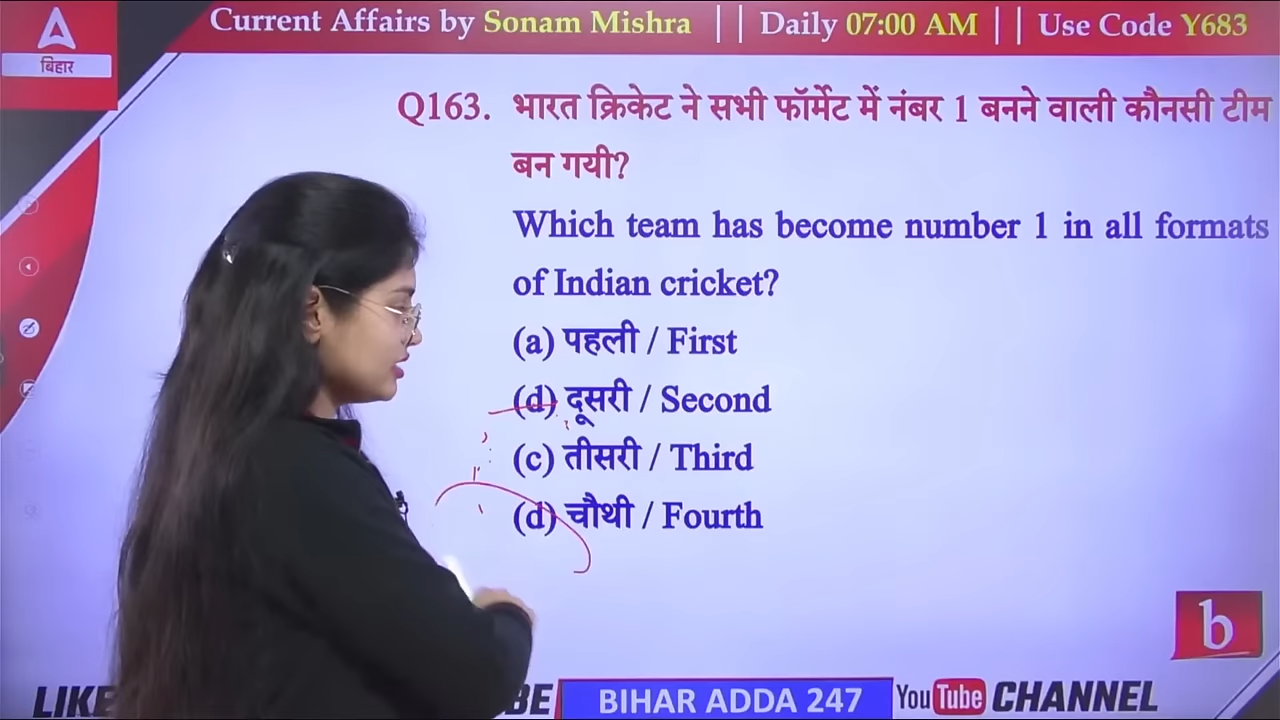 Current Affairs by Sonam Mishra || Daily 07:00 AM || Use Code Y683
A
बिहार
Q163. भारत क्रिकेट ने सभी फॉर्मेट में नंबर 1 बनने वाली कौनसी टीम
बन गयी?
Which team has become number 1 in all formats
of Indian cricket?
(a) पहली / First
(d) दूसरी / Second
(c) तीसरी / Third
(d) चौथी / Fourth
b
LIKE BE BIHAR ADDA 247 YouTube CHANNEL